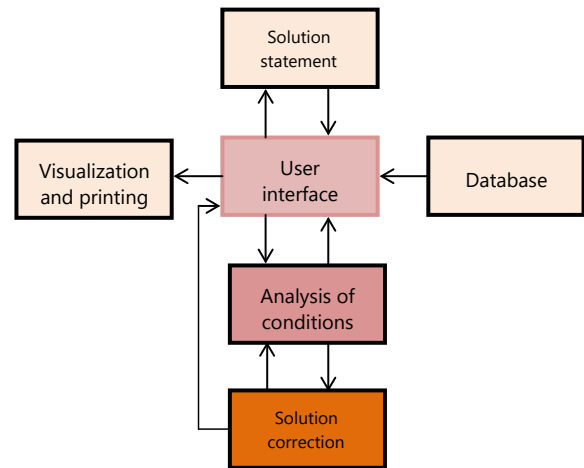 Solution
statement
Visualization
and printing
User
interface
Database
Analysis of
conditions
Solution
correction